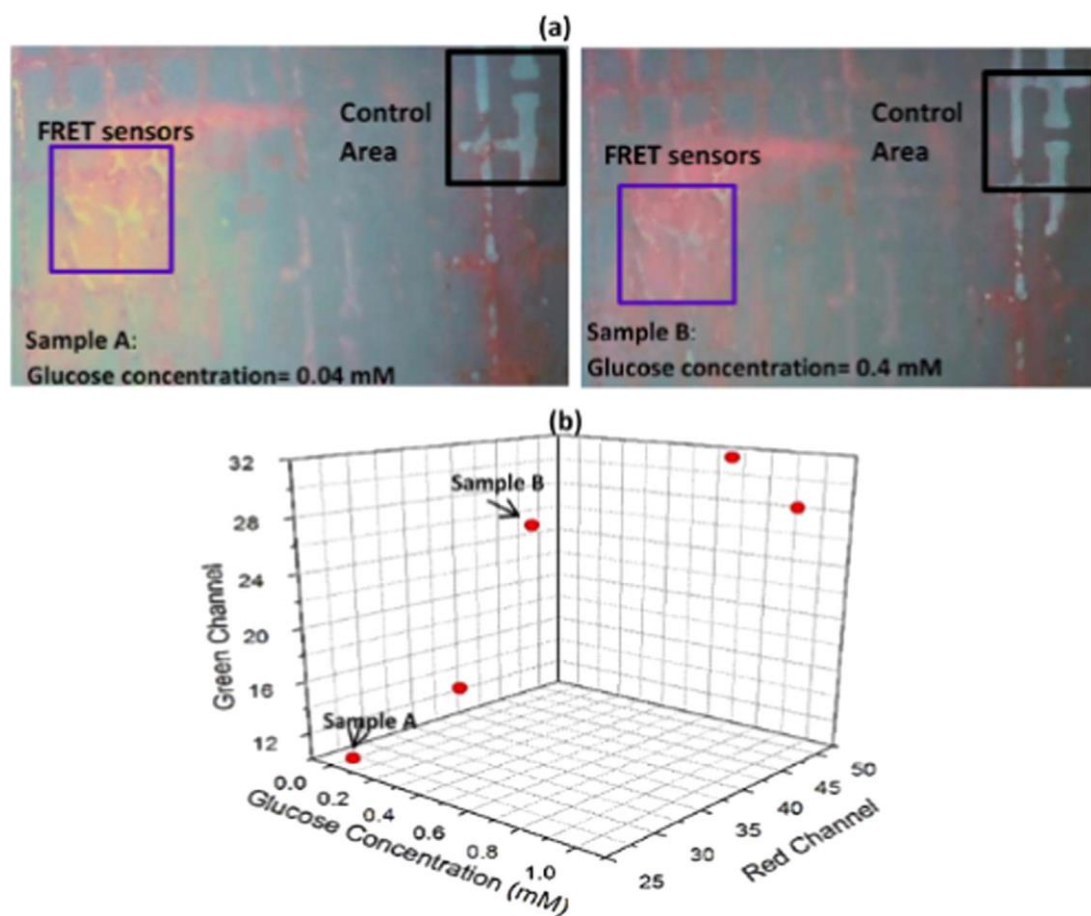 (a)
FRET sensors
Control
Area
Sample A:
Glucose concentration= 0.04 mM
FRET sensors
Control
Area
Sample B:
Glucose concentration= 0.4 mM
(b)
32
28
24
20
16
12
Green Channel
Sample B
Sample A
0.0
0.2
0.4
0.6
0.8
1.0
Glucose Concentration (mM)
25
30
35
40
45
50
Red Channel